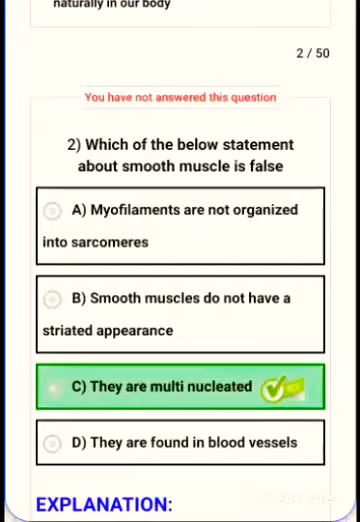 naturally in our body
2 / 50
You have not answered this question
2) Which of the below statement
about smooth muscle is false
A) Myofilaments are not organized
into sarcomeres
B) Smooth muscles do not have a
striated appearance
C) They are multi nucleated
D) They are found in blood vessels
EXPLANATION: